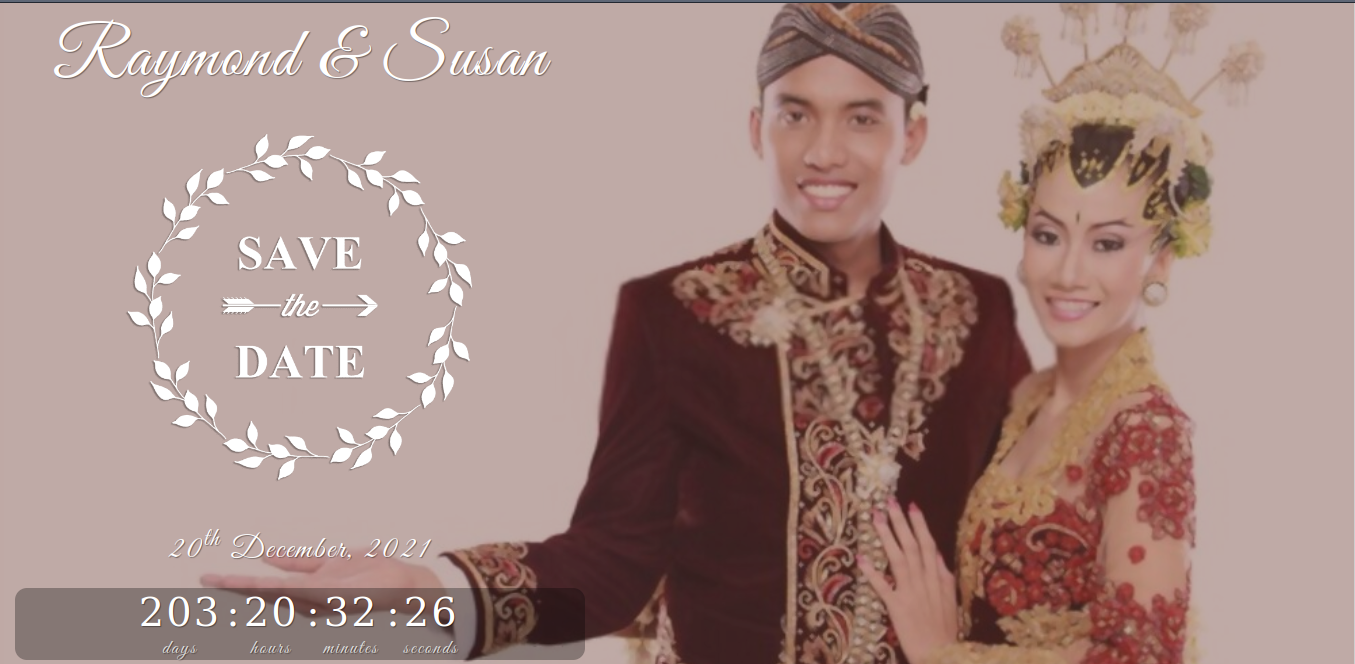 Raymond & Susan
SAVE
the
DATE
20th December, 2021
203 : 20 : 32 : 26
days hours minutes seconds